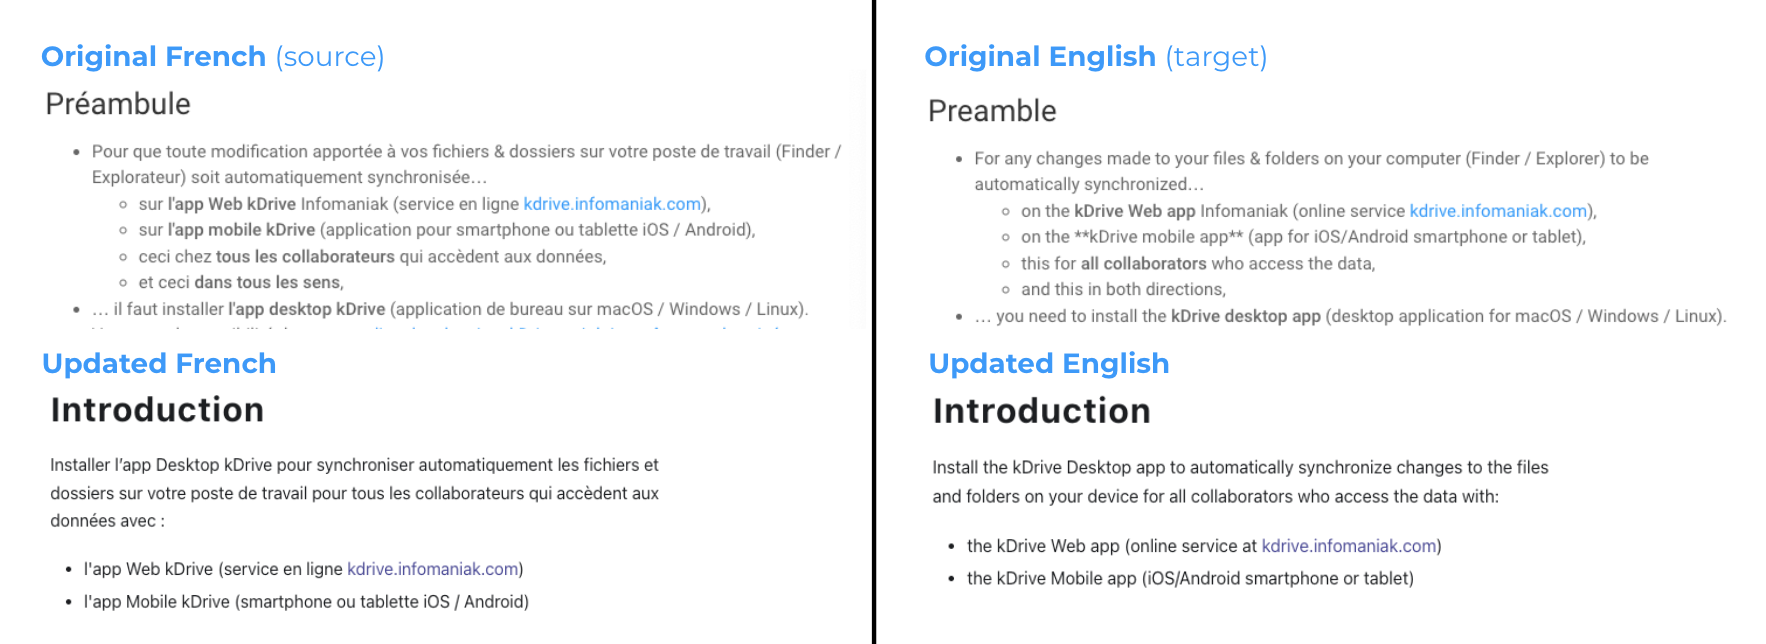 Original French (source)
Préambule
• Pour que toute modification apportée à vos fichiers & dossiers sur votre poste de travail (Finder /
Explorateur) soit automatiquement synchronisée…
◦ sur l'app Web kDrive Infomaniak (service en ligne kdrive.infomaniak.com),
◦ sur l'app mobile kDrive (application pour smartphone ou tablette iOS / Android),
◦ ceci chez tous les collaborateurs qui accèdent aux données,
◦ et ceci dans tous les sens,
• … il faut installer l'app desktop kDrive (application de bureau sur macOS / Windows / Linux).
Updated French
Introduction
Installer l'app Desktop kDrive pour synchroniser automatiquement les fichiers et
dossiers sur votre poste de travail pour tous les collaborateurs qui accèdent aux
données avec :
• l'app Web kDrive (service en ligne kdrive.infomaniak.com)
• l'app Mobile kDrive (smartphone ou tablette iOS / Android)
Original English (target)
Preamble
• For any changes made to your files & folders on your computer (Finder / Explorer) to be
automatically synchronized…
◦ on the kDrive Web app Infomaniak (online service kdrive.infomaniak.com),
◦ on the **kDrive mobile app** (app for iOS/Android smartphone or tablet),
◦ this for all collaborators who access the data,
◦ and this in both directions,
• … you need to install the kDrive desktop app (desktop application for macOS / Windows / Linux).
Updated English
Introduction
Install the kDrive Desktop app to automatically synchronize changes to the files
and folders on your device for all collaborators who access the data with:
• the kDrive Web app (online service at kdrive.infomaniak.com)
• the kDrive Mobile app (iOS/Android smartphone or tablet)